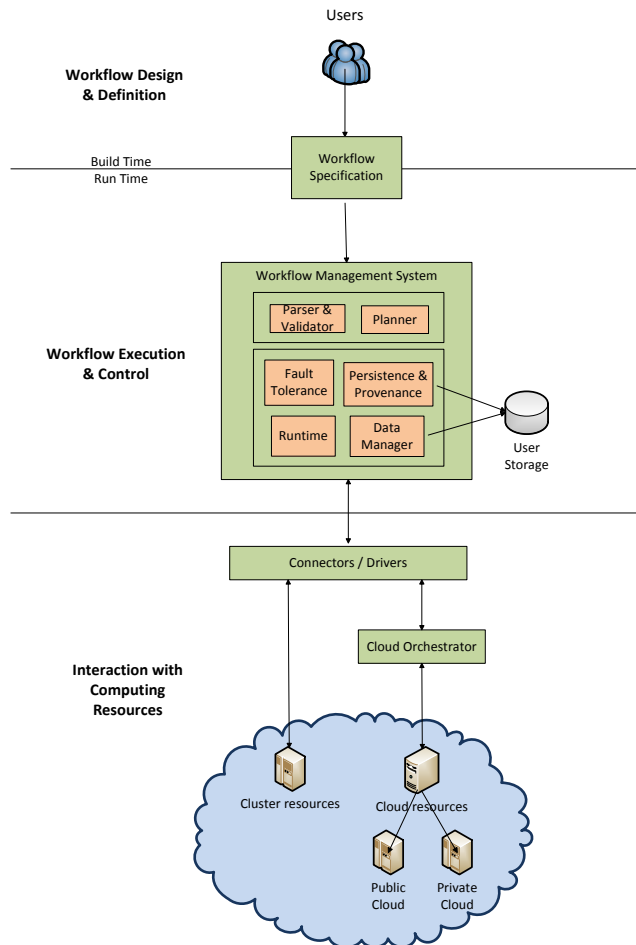 Users
Workflow Design
& Definition
Build Time
Run Time
Workflow
Specification
Workflow Management System
Parser &
Validator
Planner
Workflow Execution
& Control
Fault
Tolerance
Persistence &
Provenance
Runtime
Data
Manager
User
Storage
Connectors / Drivers
Cloud Orchestrator
Interaction with
Computing
Resources
Cluster resources
Cloud resources
Public
Cloud
Private
Cloud